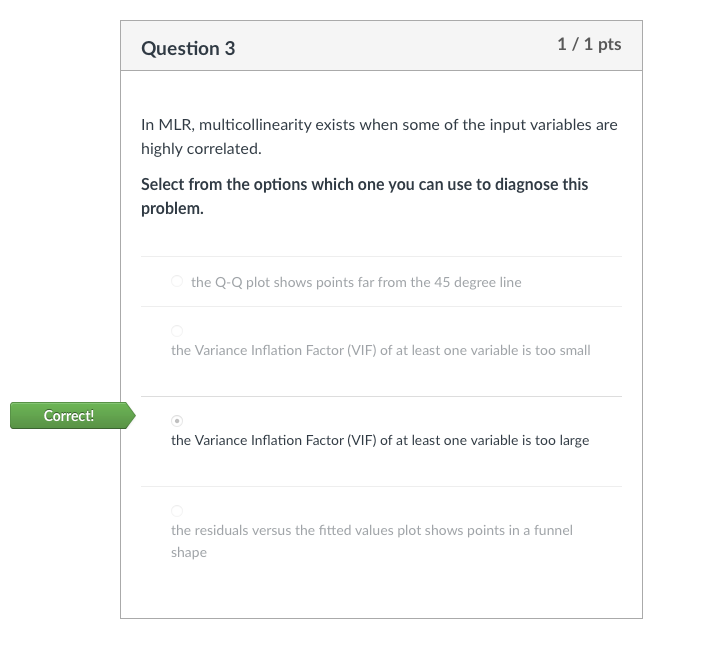 Question 3
1 / 1 pts
In MLR, multicollinearity exists when some of the input variables are
highly correlated.
Select from the options which one you can use to diagnose this
problem.
the Q-Q plot shows points far from the 45 degree line
the Variance Inflation Factor (VIF) of at least one variable is too small
Correct!
the Variance Inflation Factor (VIF) of at least one variable is too large
the residuals versus the fitted values plot shows points in a funnel
shape